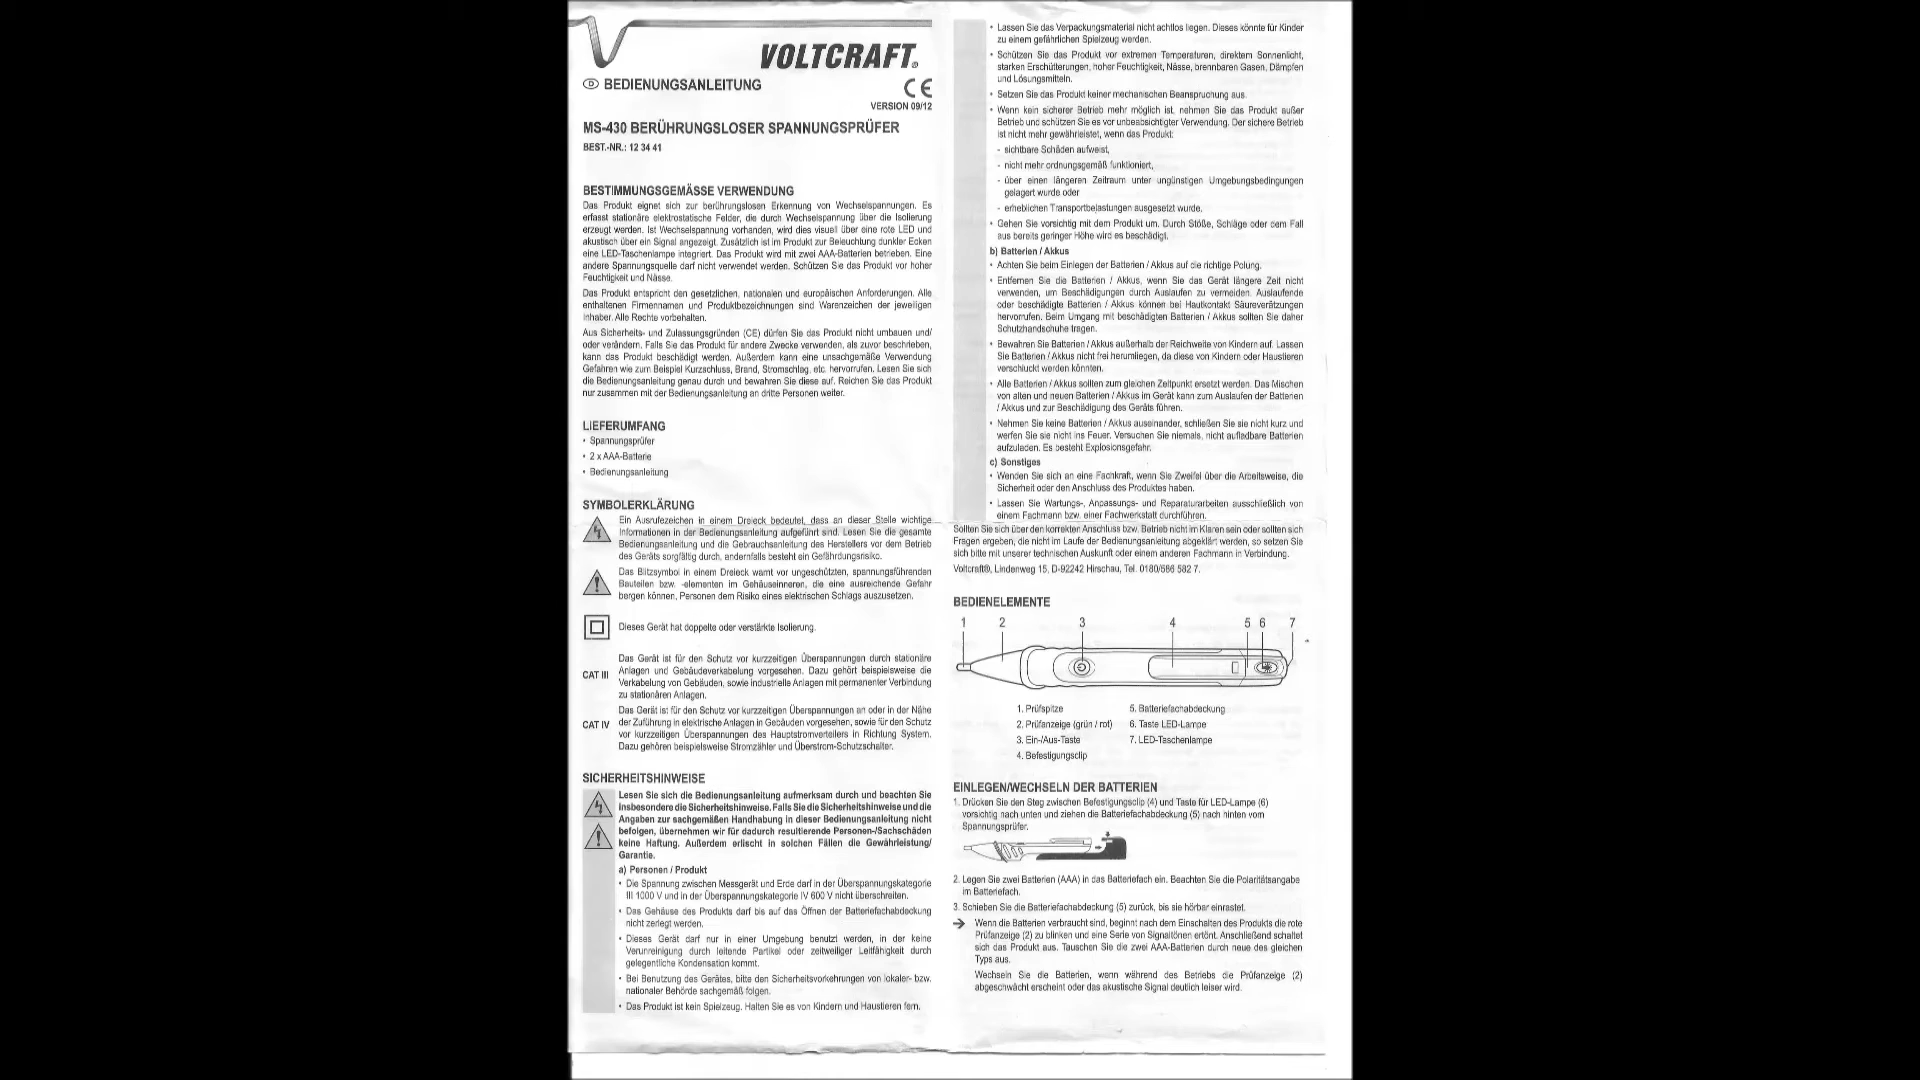 VOLTCRAFT®
D BEDIENUNGSANLEITUNG
CE
VERSION 09/12
MS-430 BERÜHRUNGSLOSER SPANNUNGSPRÜFER
BEST.-NR.: 12 34 41
BESTIMMUNGSGEMÄSSE VERWENDUNG
Das Produkt eignet sich zur berührungslosen Erkennung von Wechselspannungen. Es
erfasst stationäre elektrostatische Felder, die durch Wechselspannung über die Isolierung
erzeugt werden. Ist Wechselspannung vorhanden, wird dies visuell über eine rote LED und
akustisch über ein Signal angezeigt. Zusätzlich ist im Produkt zur Beleuchtung dunkler Ecken
eine LED-Taschenlampe integriert. Das Produkt wird mit zwei AAA-Batterien betrieben. Eine
andere Spannungsquelle darf nicht verwendet werden. Schützen Sie das Produkt vor hoher
Feuchtigkeit und Nässe.
Das Produkt entspricht den gesetzlichen, nationalen und europäischen Anforderungen. Alle
enthaltenen Firmennamen und Produktbezeichnungen sind Warenzeichen der jeweiligen
Inhaber. Alle Rechte vorbehalten.
Aus Sicherheits- und Zulassungsgründen (CE) dürfen Sie das Produkt nicht umbauen und/
oder verändern. Falls Sie das Produkt für andere Zwecke verwenden, als zuvor beschrieben,
kann das Produkt beschädigt werden. Außerdem kann eine unsachgemäße Verwendung
Gefahren wie zum Beispiel Kurzschluss, Brand, Stromschlag, etc. hervorrufen. Lesen Sie sich
die Bedienungsanleitung genau durch und bewahren Sie diese auf. Reichen Sie das Produkt
nur zusammen mit der Bedienungsanleitung an dritte Personen weiter.
LIEFERUMFANG
• Spannungsprüfer
• 2 x AAA-Batterie
• Bedienungsanleitung
SYMBOLERKLÄRUNG
Ein Ausrufezeichen in einem Dreieck bedeutet, dass an dieser Stelle wichtige
Informationen in der Bedienungsanleitung aufgeführt sind. Lesen Sie die gesamte
Bedienungsanleitung und die Gebrauchsanleitung des Herstellers vor dem Betrieb
des Geräts sorgfältig durch, andernfalls besteht ein Gefährdungsrisiko.
Das Blitzsymbol in einem Dreieck warnt vor ungeschützten, spannungsführenden
Bauteilen bzw. -elementen im Gehäuseinneren, die eine ausreichende Gefahr
bergen können, Personen dem Risiko eines elektrischen Schlags auszusetzen.
Dieses Gerät hat doppelte oder verstärkte Isolierung.
CAT III
Das Gerät ist für den Schutz vor kurzzeitigen Überspannungen durch stationäre
Anlagen und Gebäudeverkabelung vorgesehen. Dazu gehört beispielsweise die
Verkabelung von Gebäuden, sowie industrielle Anlagen mit permanenter Verbindung
zu stationären Anlagen.
CAT IV
Das Gerät ist für den Schutz vor kurzzeitigen Überspannungen an oder in der Nähe
der Zuführung in elektrische Anlagen in Gebäuden vorgesehen, sowie für den Schutz
vor kurzzeitigen Überspannungen des Hauptstromverteilers in Richtung System.
Dazu gehören beispielsweise Stromzähler und Überstrom-Schutzschalter.
SICHERHEITSHINWEISE
Lesen Sie sich die Bedienungsanleitung aufmerksam durch und beachten Sie
insbesondere die Sicherheitshinweise. Falls Sie die Sicherheitshinweise und die
Angaben zur sachgemäßen Handhabung in dieser Bedienungsanleitung nicht
befolgen, übernehmen wir für dadurch resultierende Personen-/Sachschäden
keine Haftung. Außerdem erlischt in solchen Fällen die Gewährleistung/
Garantie.
a) Personen / Produkt
• Die Spannung zwischen Messgerät und Erde darf in der Überspannungskategorie
III 1000 V und in der Überspannungskategorie IV 600 V nicht überschreiten.
• Das Gehäuse des Produkts darf bis auf das Öffnen der Batteriefachabdeckung
nicht zerlegt werden.
• Dieses Gerät darf nur in einer Umgebung benutzt werden, in der keine
Verunreinigung durch leitende Partikel oder zeitweiliger Leitfähigkeit durch
gelegentliche Kondensation kommt.
• Bei Benutzung des Gerätes, bitte den Sicherheitsvorkehrungen von lokaler- bzw.
nationaler Behörde sachgemäß folgen.
• Das Produkt ist kein Spielzeug. Halten Sie es von Kindern und Haustieren fern.
• Lassen Sie das Verpackungsmaterial nicht achtlos liegen. Dieses könnte für Kinder
zu einem gefährlichen Spielzeug werden.
• Schützen Sie das Produkt vor extremen Temperaturen, direktem Sonnenlicht,
starken Erschütterungen, hoher Feuchtigkeit, Nässe, brennbaren Gasen, Dämpfen
und Lösungsmitteln.
• Setzen Sie das Produkt keiner mechanischen Beanspruchung aus.
• Wenn kein sicherer Betrieb mehr möglich ist, nehmen Sie das Produkt außer
Betrieb und schützen Sie es vor unbeabsichtigter Verwendung. Der sichere Betrieb
ist nicht mehr gewährleistet, wenn das Produkt:
- sichtbare Schäden aufweist,
- nicht mehr ordnungsgemäß funktioniert,
- über einen längeren Zeitraum unter ungünstigen Umgebungsbedingungen
gelagert wurde oder
- erheblichen Transportbelastungen ausgesetzt wurde.
• Gehen Sie vorsichtig mit dem Produkt um. Durch Stöße, Schläge oder dem Fall
aus bereits geringer Höhe wird es beschädigt.
b) Batterien / Akkus
• Achten Sie beim Einlegen der Batterien / Akkus auf die richtige Polung.
• Entfernen Sie die Batterien / Akkus, wenn Sie das Gerät längere Zeit nicht
verwenden, um Beschädigungen durch Auslaufen zu vermeiden. Auslaufende
oder beschädigte Batterien / Akkus können bei Hautkontakt Säureverätzungen
hervorrufen. Beim Umgang mit beschädigten Batterien / Akkus sollten Sie daher
Schutzhandschuhe tragen.
• Bewahren Sie Batterien / Akkus außerhalb der Reichweite von Kindern auf. Lassen
Sie Batterien / Akkus nicht frei herumliegen, da diese von Kindern oder Haustieren
verschluckt werden könnten.
• Alle Batterien / Akkus sollten zum gleichen Zeitpunkt ersetzt werden. Das Mischen
von alten und neuen Batterien / Akkus im Gerät kann zum Auslaufen der Batterien
/ Akkus und zur Beschädigung des Geräts führen.
• Nehmen Sie keine Batterien / Akkus auseinander, schließen Sie sie nicht kurz und
werfen Sie sie nicht ins Feuer. Versuchen Sie niemals, nicht aufladbare Batterien
aufzuladen. Es besteht Explosionsgefahr.
c) Sonstiges
• Wenden Sie sich an eine Fachkraft, wenn Sie Zweifel über die Arbeitsweise, die
Sicherheit oder den Anschluss des Produktes haben.
• Lassen Sie Wartungs-, Anpassungs- und Reparaturarbeiten ausschließlich von
einem Fachmann bzw. einer Fachwerkstatt durchführen.
Sollten Sie sich über den korrekten Anschluss bzw. Betrieb nicht im Klaren sein oder sollten sich
Fragen ergeben, die nicht im Laufe der Bedienungsanleitung abgeklärt werden, so setzen Sie
sich bitte mit unserer technischen Auskunft oder einem anderen Fachmann in Verbindung.
Voltcraft®, Lindenweg 15, D-92242 Hirschau, Tel. 0180/586 582 7.
BEDIENELEMENTE
1 2 3 4 5 6 7
1. Prüfspitze
2. Prüfanzeige (grün / rot)
3. Ein-/Aus-Taste
4. Befestigungsclip
5. Batteriefachabdeckung
6. Taste LED-Lampe
7. LED-Taschenlampe
EINLEGEN/WECHSELN DER BATTERIEN
1. Drücken Sie den Steg zwischen Befestigungsclip (4) und Taste für LED-Lampe (6)
vorsichtig nach unten und ziehen die Batteriefachabdeckung (5) nach hinten vom
Spannungsprüfer.
2. Legen Sie zwei Batterien (AAA) in das Batteriefach ein. Beachten Sie die Polaritätsangabe
im Batteriefach.
3. Schieben Sie die Batteriefachabdeckung (5) zurück, bis sie hörbar einrastet.
→ Wenn die Batterien verbraucht sind, beginnt nach dem Einschalten des Produkts die rote
Prüfanzeige (2) zu blinken und eine Serie von Signaltönen ertönt. Anschließend schaltet
sich das Produkt aus. Tauschen Sie die zwei AAA-Batterien durch neue des gleichen
Typs aus.
Wechseln Sie die Batterien, wenn während des Betriebs die Prüfanzeige (2)
abgeschwächt erscheint oder das akustische Signal deutlich leiser wird.